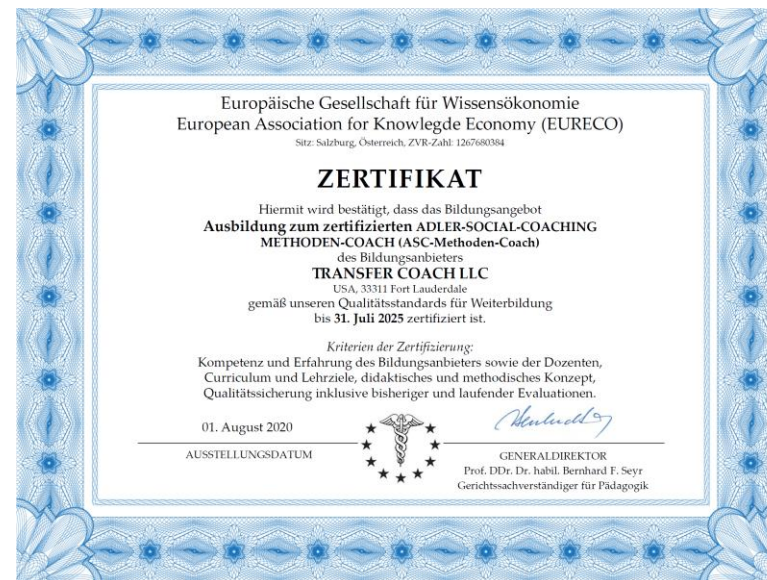 Europäische Gesellschaft für Wissensökonomie
European Association for Knowlegde Economy (EURECO)
Sitz: Salzburg, Österreich, ZVR-Zahl: 1267680384
ZERTIFIKAT
Hiermit wird bestätigt, dass das Bildungsangebot
Ausbildung zum zertifizierten ADLER-SOCIAL-COACHING
METHODEN-COACH (ASC-Methoden-Coach)
des Bildungsanbieters
TRANSFER COACH LLC
USA, 33311 Fort Lauderdale
gemäß unseren Qualitätsstandards für Weiterbildung
bis 31. Juli 2025 zertifiziert ist.
Kriterien der Zertifizierung:
Kompetenz und Erfahrung des Bildungsanbieters sowie der Dozenten,
Curriculum und Lehrziele, didaktisches und methodisches Konzept,
Qualitätssicherung inklusive bisheriger und laufender Evaluationen.
01. August 2020
AUSSTELLUNGSDATUM
GENERALDIREKTOR
Prof. DDr. Dr. habil. Bernhard F. Seyr
Gerichtssachverständiger für Pädagogik